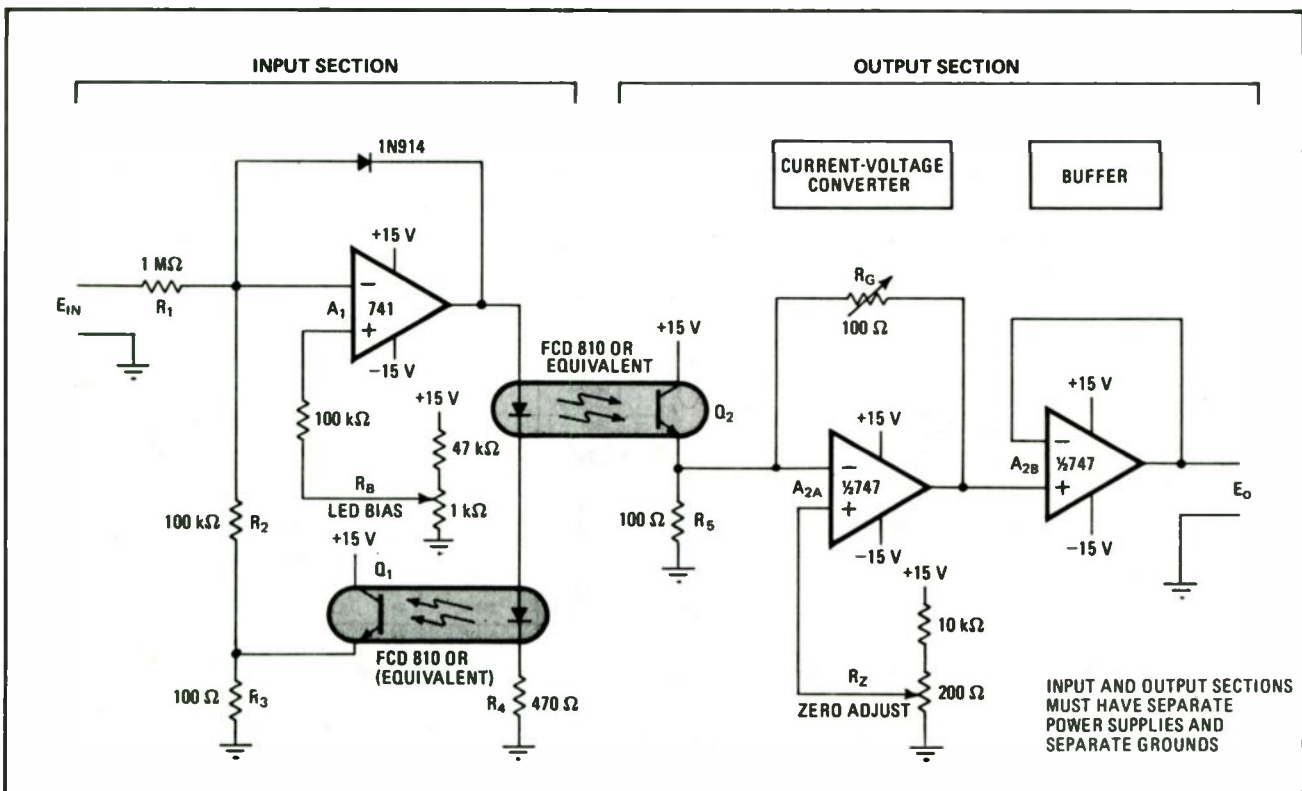 INPUT SECTION
OUTPUT SECTION
1N914
CURRENT-VOLTAGE
CONVERTER
BUFFER
+15 V
1 MΩ
R1
EIN
A1
741
−
+
−15 V
RG
100 Ω
+15 V
FCD 810 OR
EQUIVALENT
Q2
100 kΩ
+15 V
47 kΩ
RB
LED BIAS
1 kΩ
+15 V
−
A2A
½747
+
−15 V
+15 V
−
A2B
½747
+
−15 V
EO
100 kΩ
R2
100 Ω
R5
+15 V
Q1
+15 V
10 kΩ
FCD 810 OR
(EQUIVALENT)
100 Ω
R3
R4
470 Ω
RZ
ZERO ADJUST
200 Ω
INPUT AND OUTPUT SECTIONS
MUST HAVE SEPARATE
POWER SUPPLIES AND
SEPARATE GROUNDS